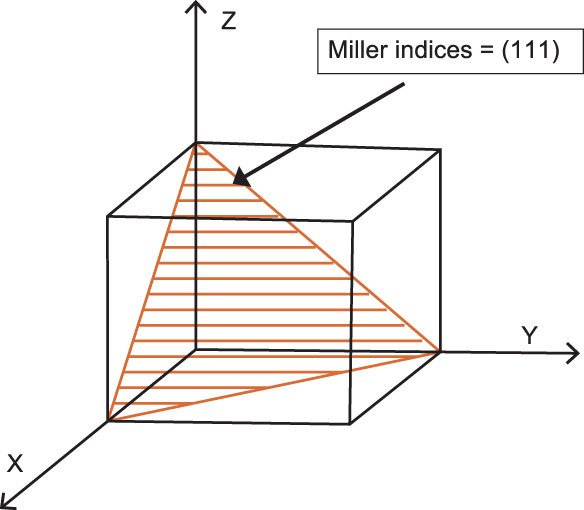 Z
Miller indices = (111)
Y
X